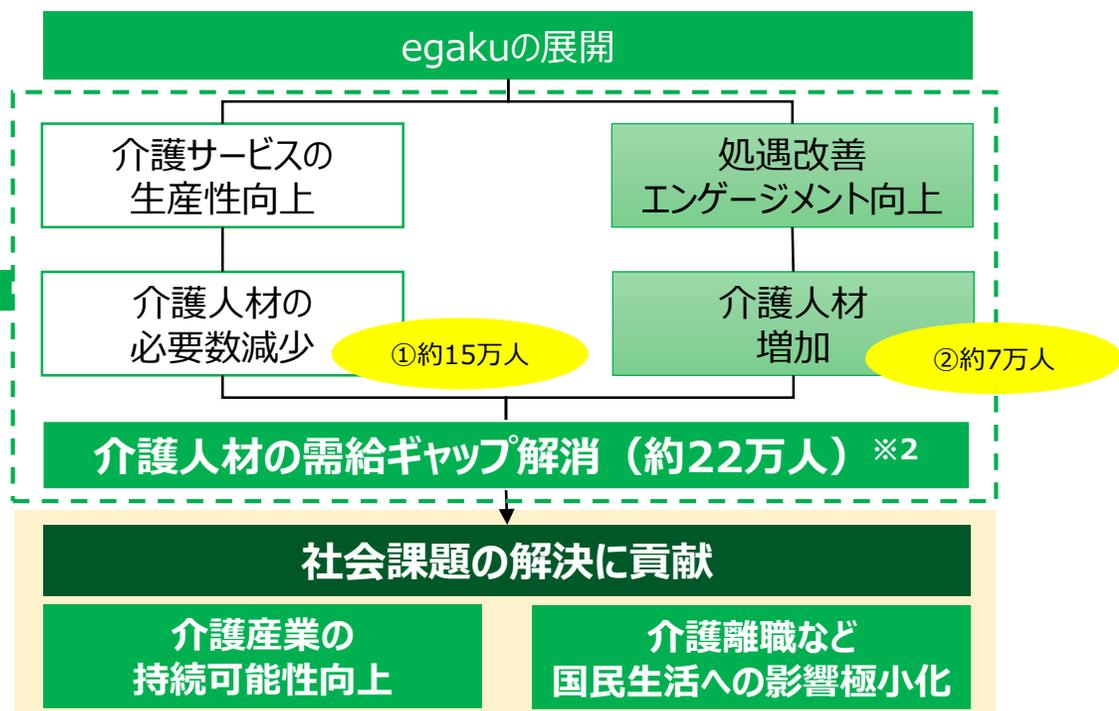 egakuの展開
介護サービスの
生産性向上
処遇改善
エンゲージメント向上
介護人材の
必要数減少
①約15万人
介護人材
増加
②約7万人
介護人材の需給ギャップ解消（約22万人）※2
社会課題の解決に貢献
介護産業の
持続可能性向上
介護離職など
国民生活への影響極小化